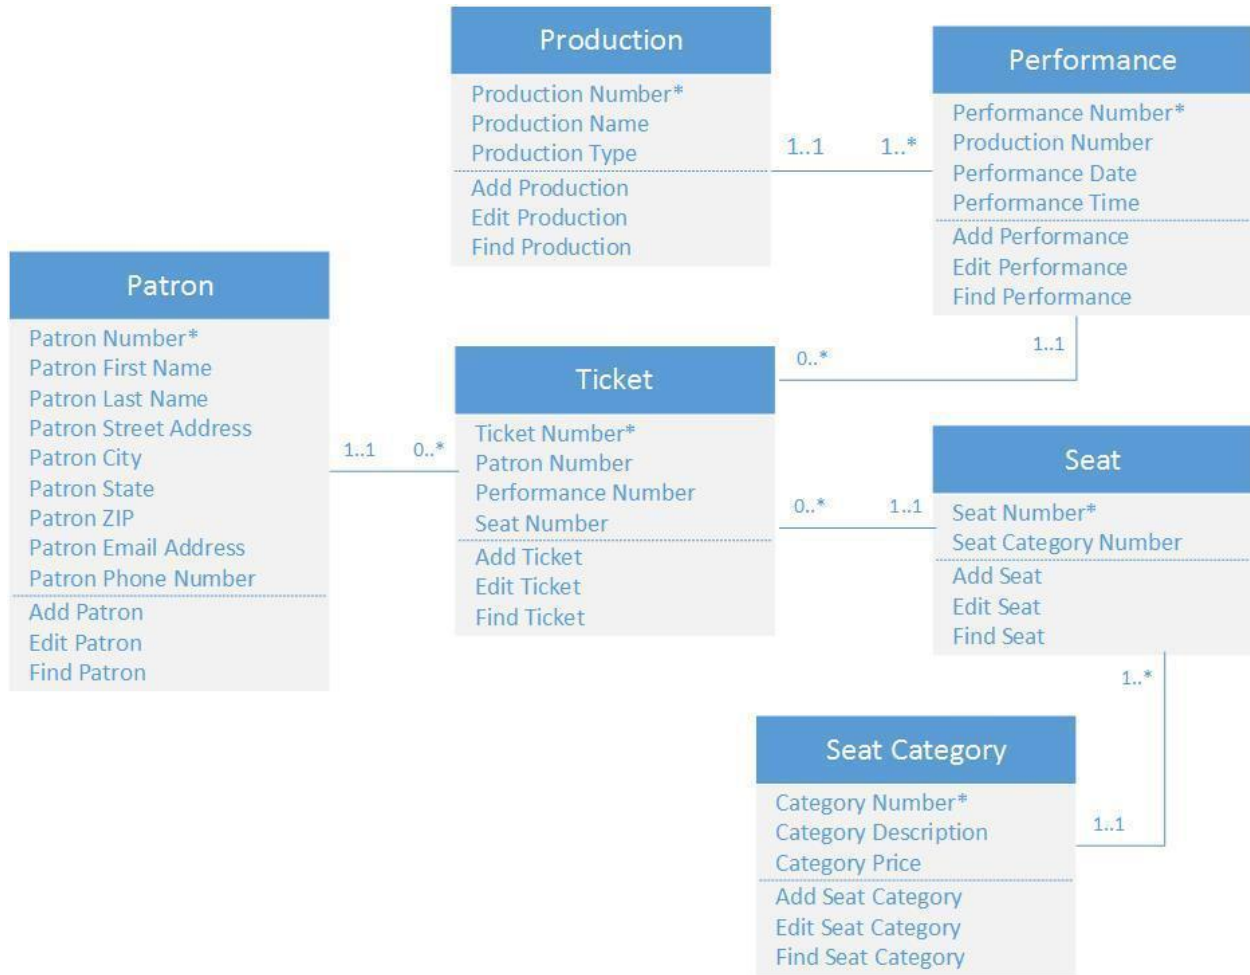 Production
Production Number*
Production Name
Production Type
Add Production
Edit Production
Find Production
1..1
1..*
Performance
Performance Number*
Production Number
Performance Date
Performance Time
Add Performance
Edit Performance
Find Performance
Patron
Patron Number*
Patron First Name
Patron Last Name
Patron Street Address
Patron City
Patron State
Patron ZIP
Patron Email Address
Patron Phone Number
Add Patron
Edit Patron
Find Patron
1..1
0..*
Ticket
Ticket Number*
Patron Number
Performance Number
Seat Number
Add Ticket
Edit Ticket
Find Ticket
0..*
1..1
0..*
1..1
Seat
Seat Number*
Seat Category Number
Add Seat
Edit Seat
Find Seat
1..*
Seat Category
Category Number*
Category Description
Category Price
Add Seat Category
Edit Seat Category
Find Seat Category
1..1